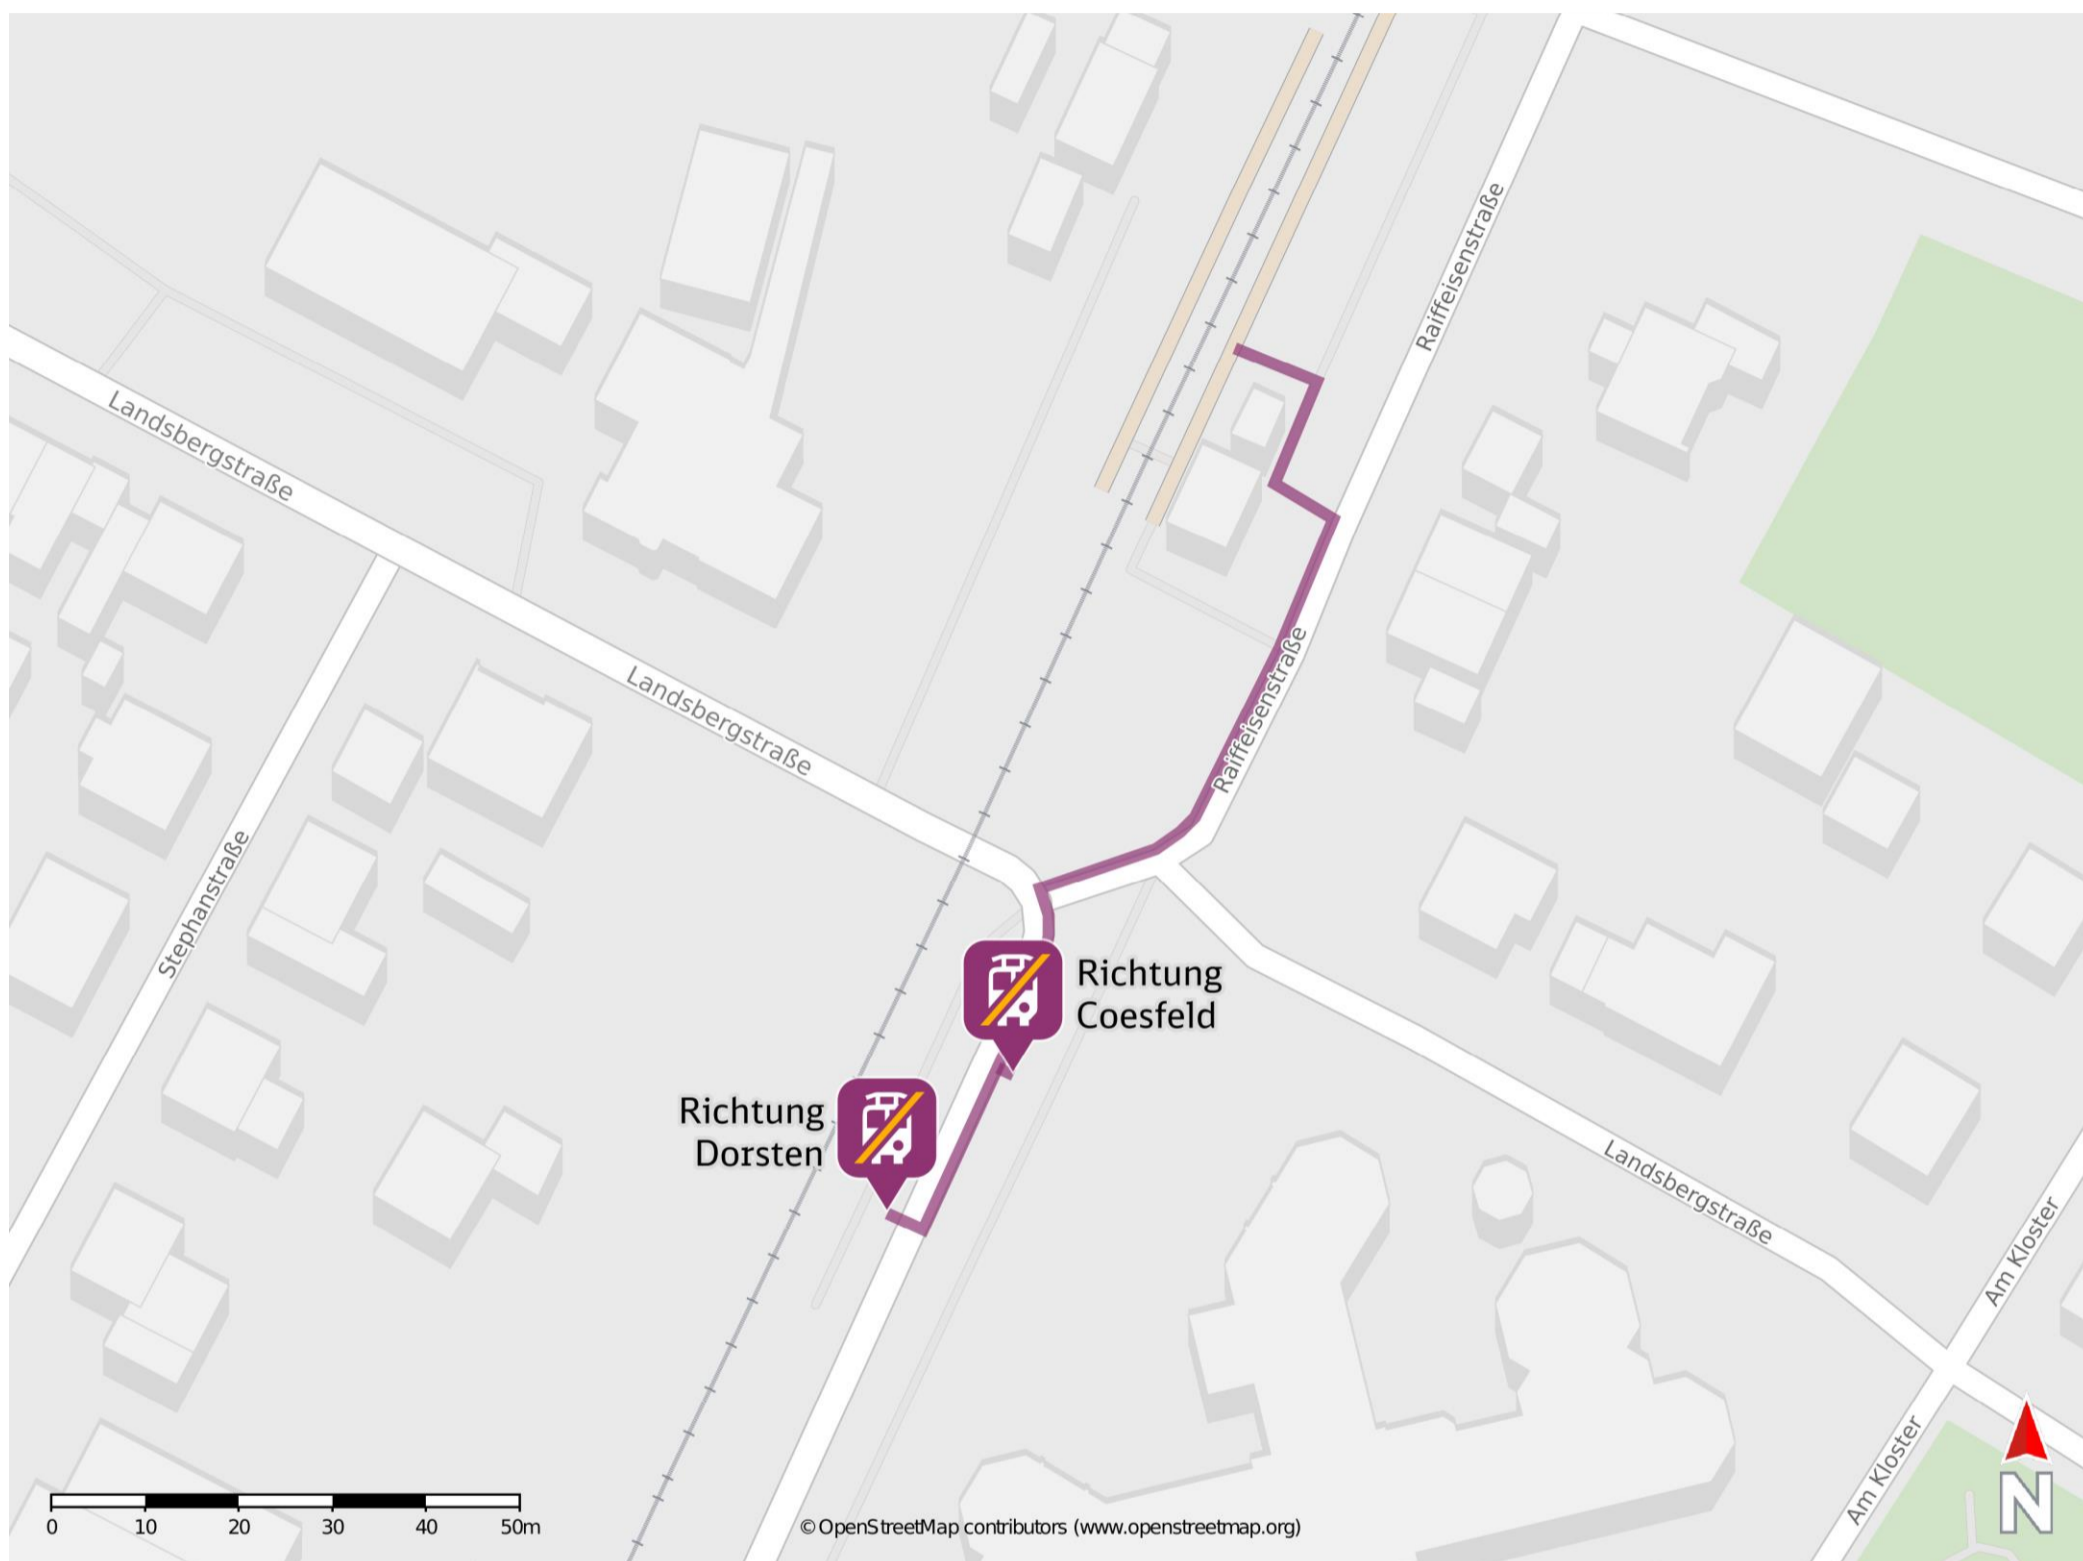 Raiffeisenstraße
Landsbergstraße
Landsbergstraße
Raiffeisenstraße
Stephanstraße
Richtung
Coesfeld
Richtung
Dorsten
Landsbergstraße
Am Kloster
Am Kloster
N
0 10 20 30 40 50m
© OpenStreetMap contributors (www.openstreetmap.org)